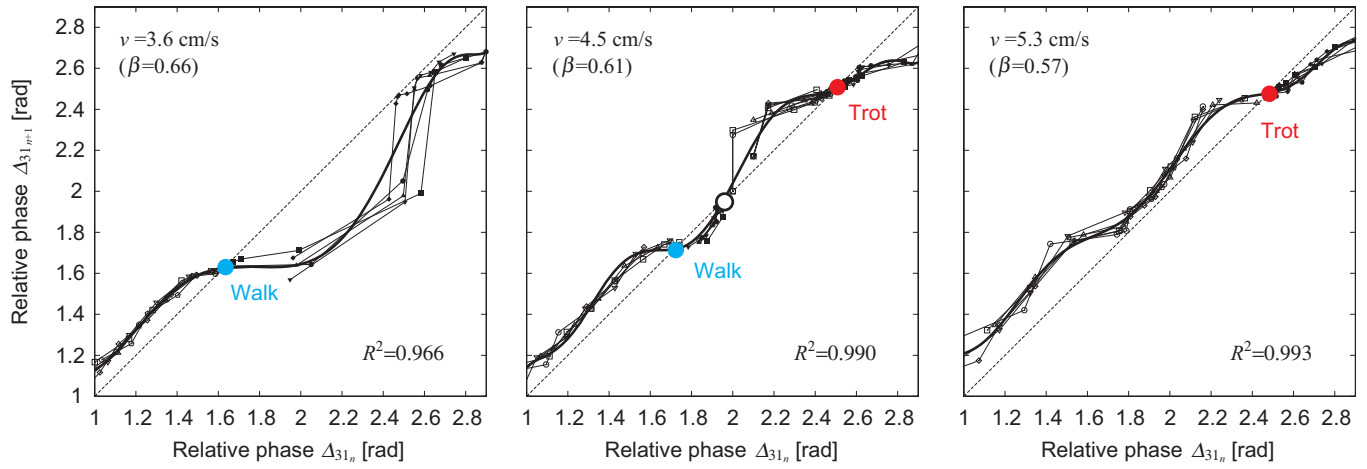 Relative phase Δ31n+1 [rad]
2.8
2.6
2.4
2.2
2
1.8
1.6
1.4
1.2
1
v=3.6 cm/s
(β=0.66)
Walk
R²=0.966
1 1.2 1.4 1.6 1.8 2 2.2 2.4 2.6 2.8
Relative phase Δ31n [rad]
v=4.5 cm/s
(β=0.61)
Trot
Walk
R²=0.990
1 1.2 1.4 1.6 1.8 2 2.2 2.4 2.6 2.8
Relative phase Δ31n [rad]
v=5.3 cm/s
(β=0.57)
Trot
R²=0.993
1 1.2 1.4 1.6 1.8 2 2.2 2.4 2.6 2.8
Relative phase Δ31n [rad]